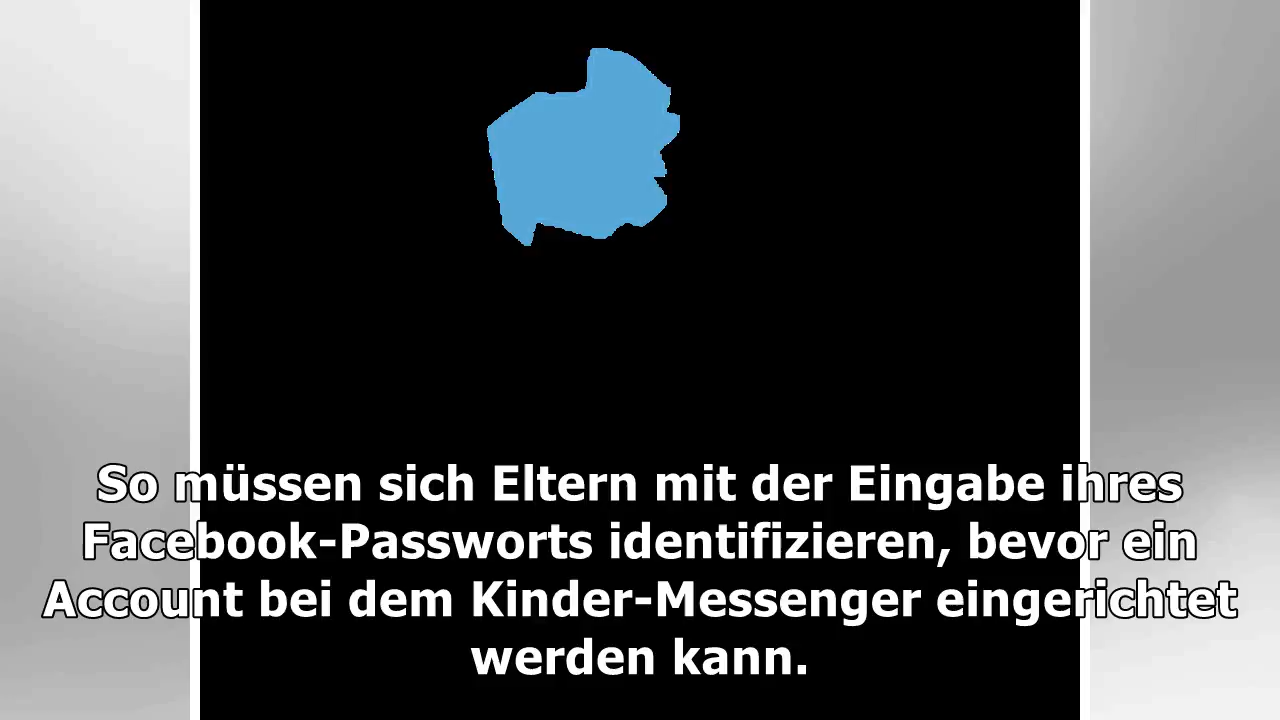 So müssen sich Eltern mit der Eingabe ihres
Facebook-Passworts identifizieren, bevor ein
Account bei dem Kinder-Messenger eingerichtet
werden kann.